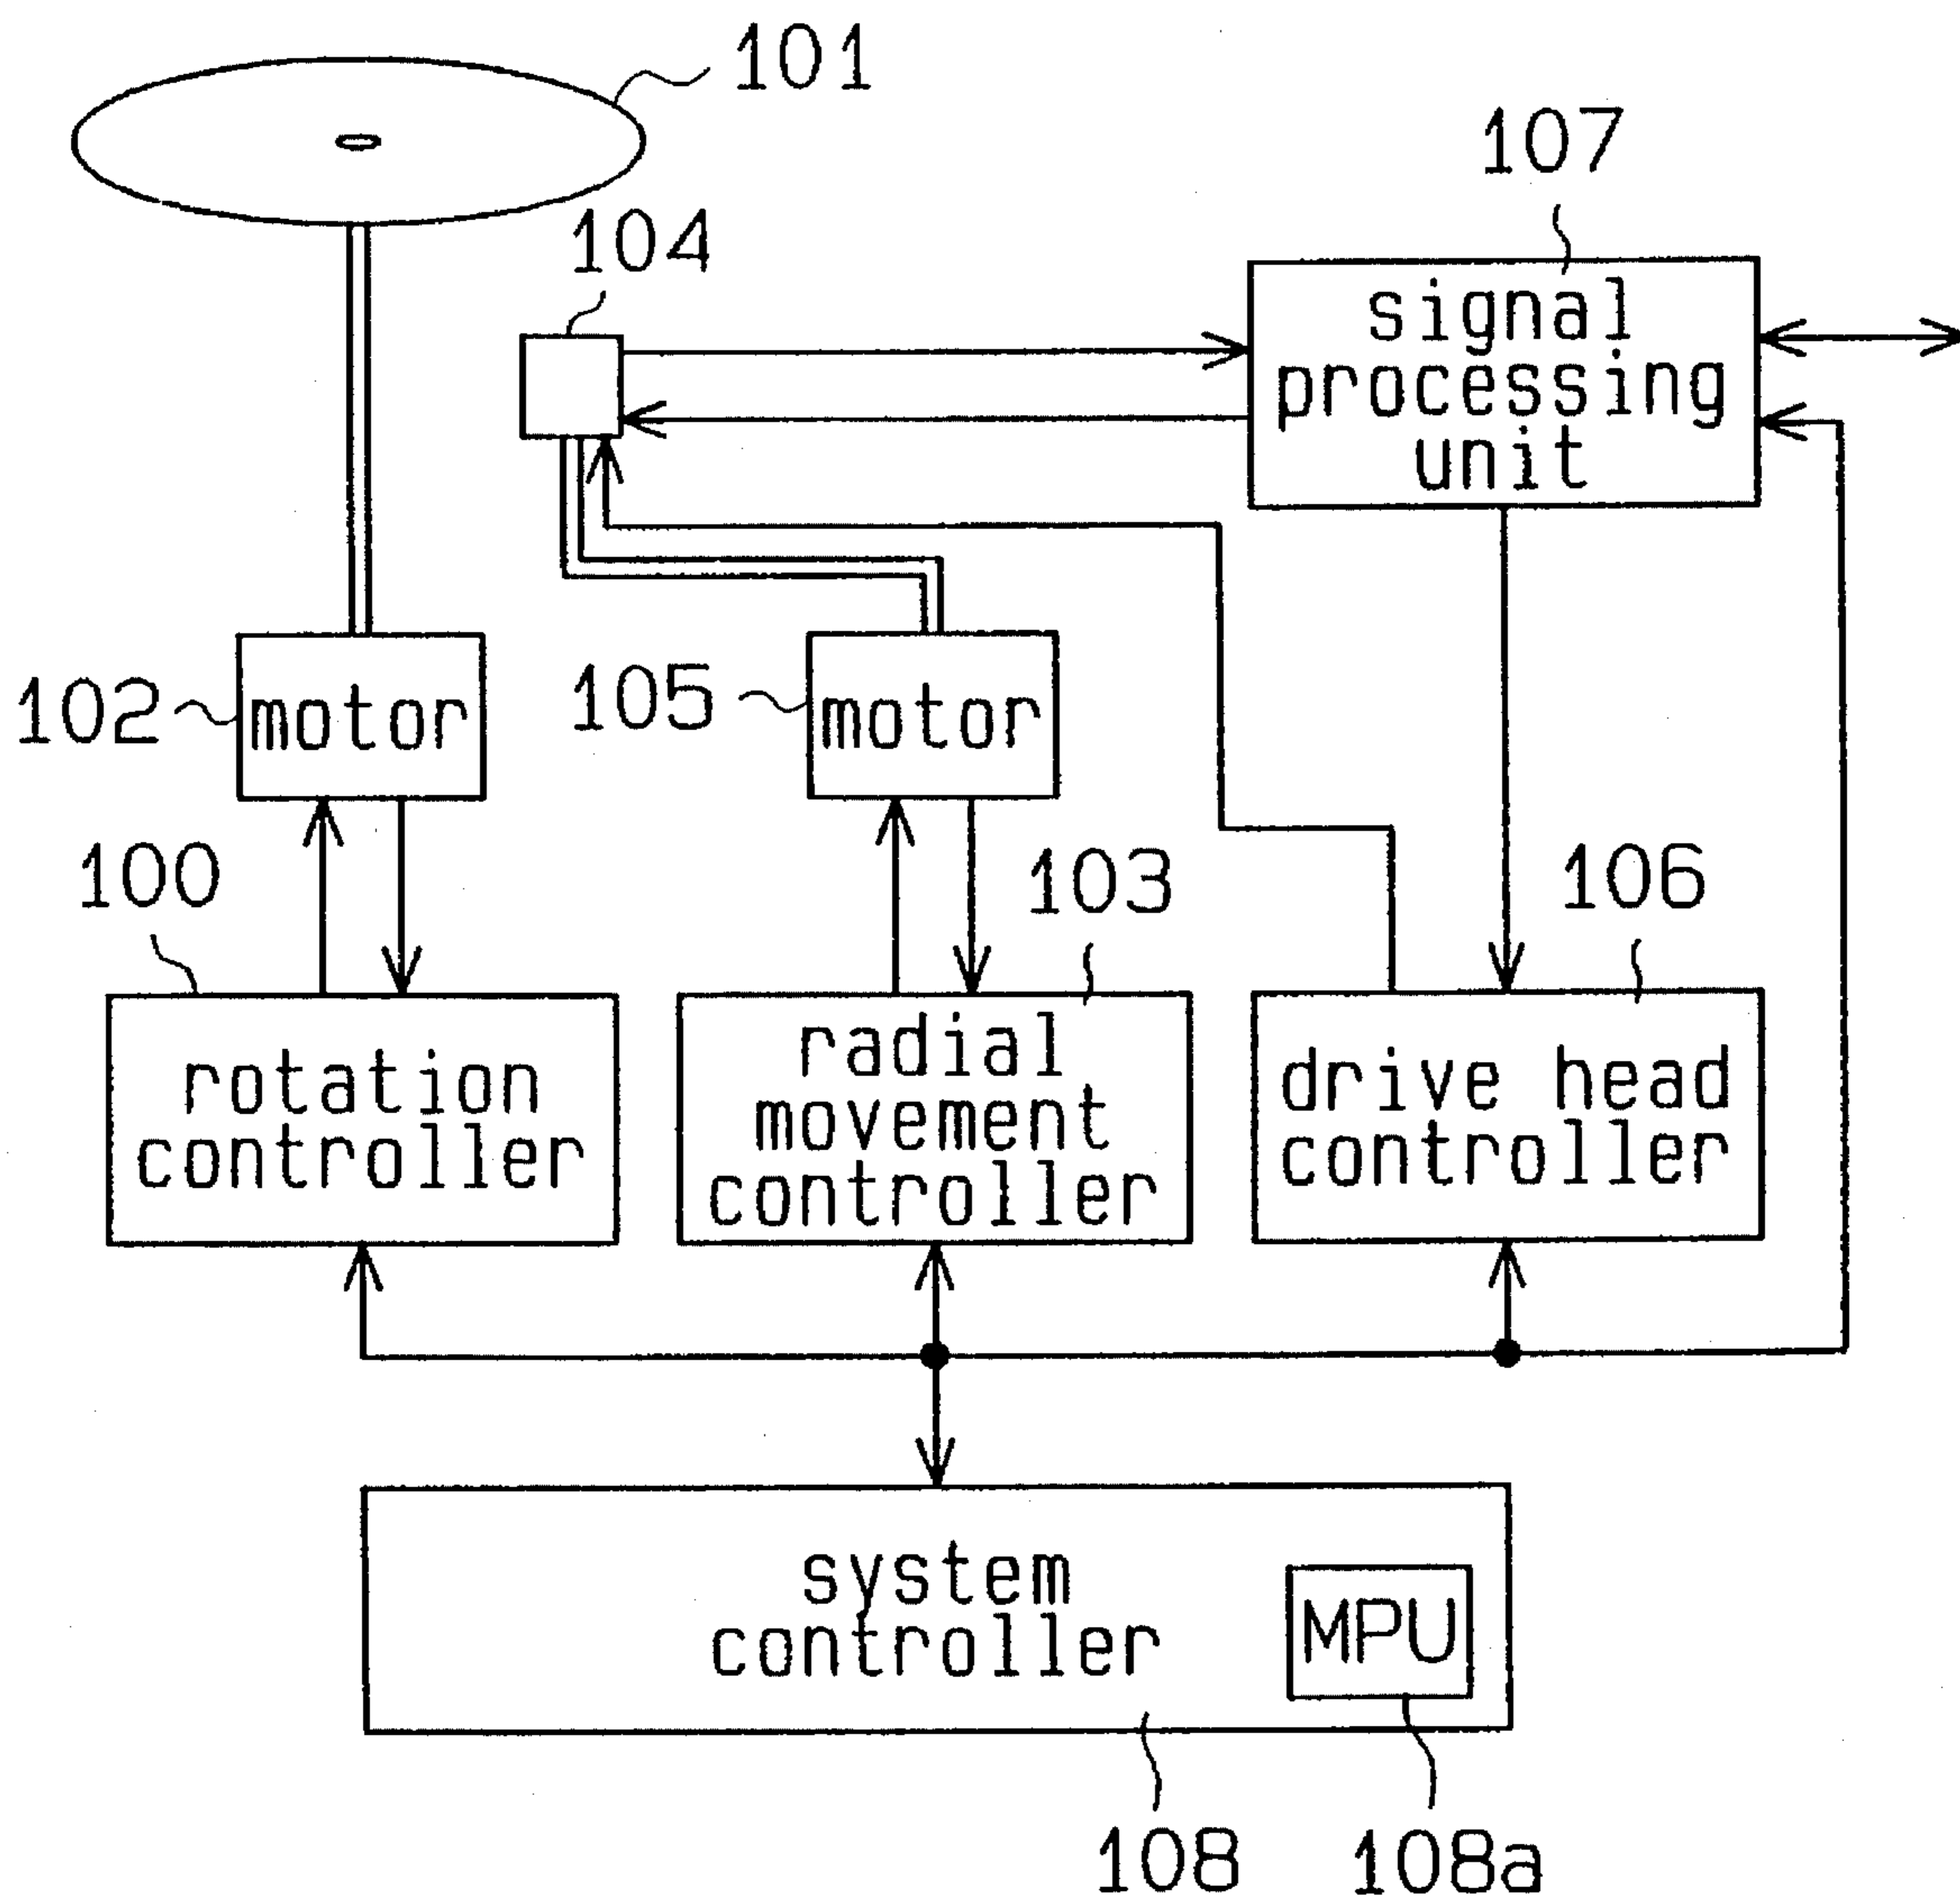 101
107
104
signal
processing
unit
102
motor
105
motor
100
103
106
rotation
controller
radial
movement
controller
drive head
controller
system
controller
MPU
108
108a